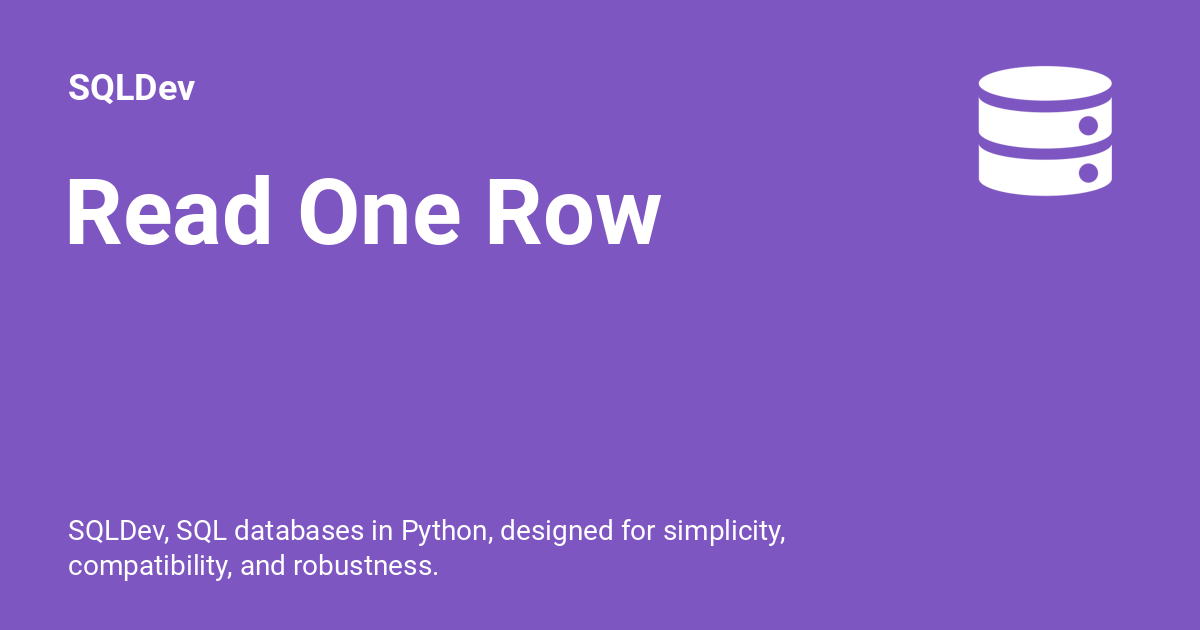 SQLDev
Read One Row
SQLDev, SQL databases in Python, designed for simplicity,
compatibility, and robustness.